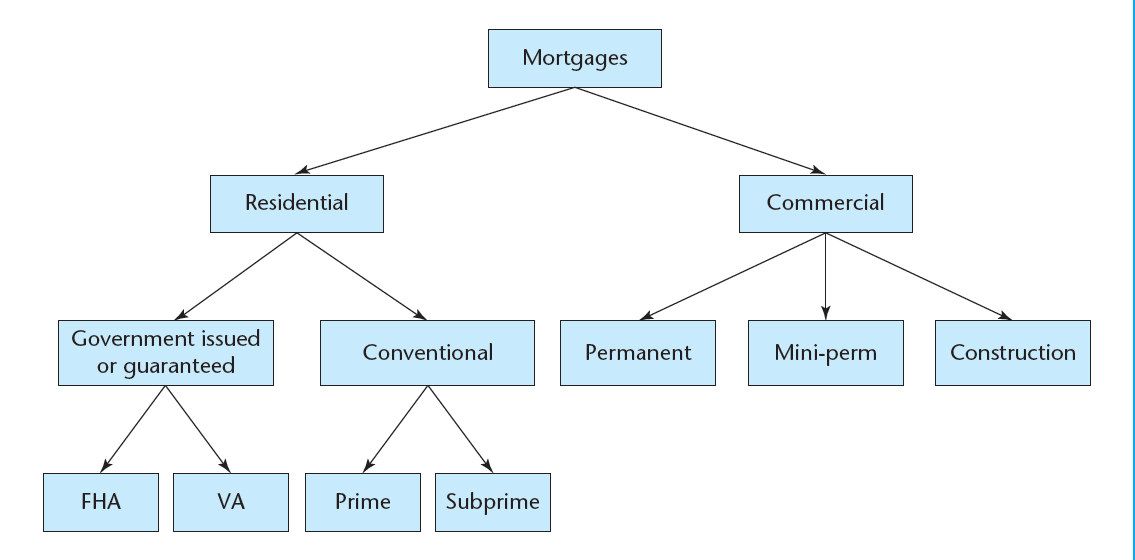 Mortgages
Residential
Commercial
Government issued
or guaranteed
Conventional
Permanent
Mini-perm
Construction
FHA
VA
Prime
Subprime